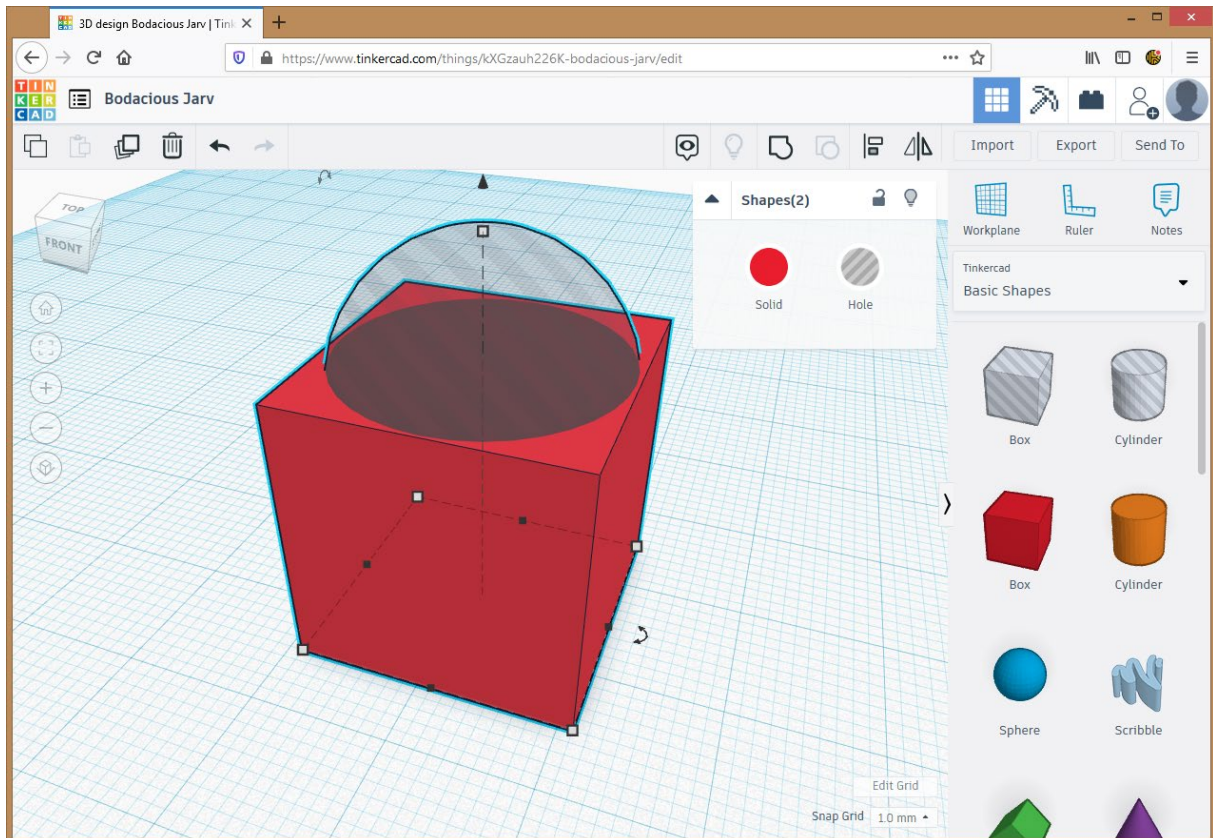 3D design Bodacious Jarv | Tink
https://www.tinkercad.com/things/kXGzauh226K-bodacious-jarv/edit
TIN
KER
CAD
Bodacious Jarv
Import
Export
Send To
TOP
FRONT
Shapes(2)
Solid
Hole
Workplane
Ruler
Notes
Tinkercad
Basic Shapes
Box
Cylinder
Box
Cylinder
Sphere
Scribble
Edit Grid
Snap Grid 1.0 mm